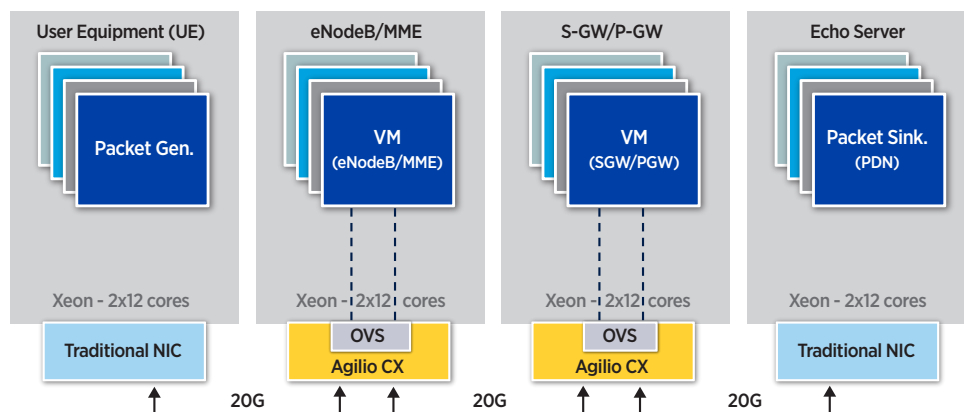 User Equipment (UE)
Packet Gen.
Xeon - 2x12 cores
Traditional NIC
eNodeB/MME
VM
(eNodeB/MME)
Xeon - 2x12 cores
OVS
Agilio CX
S-GW/P-GW
VM
(SGW/PGW)
Xeon - 2x12 cores
OVS
Agilio CX
Echo Server
Packet Sink.
(PDN)
Xeon - 2x12 cores
Traditional NIC
20G
20G
20G